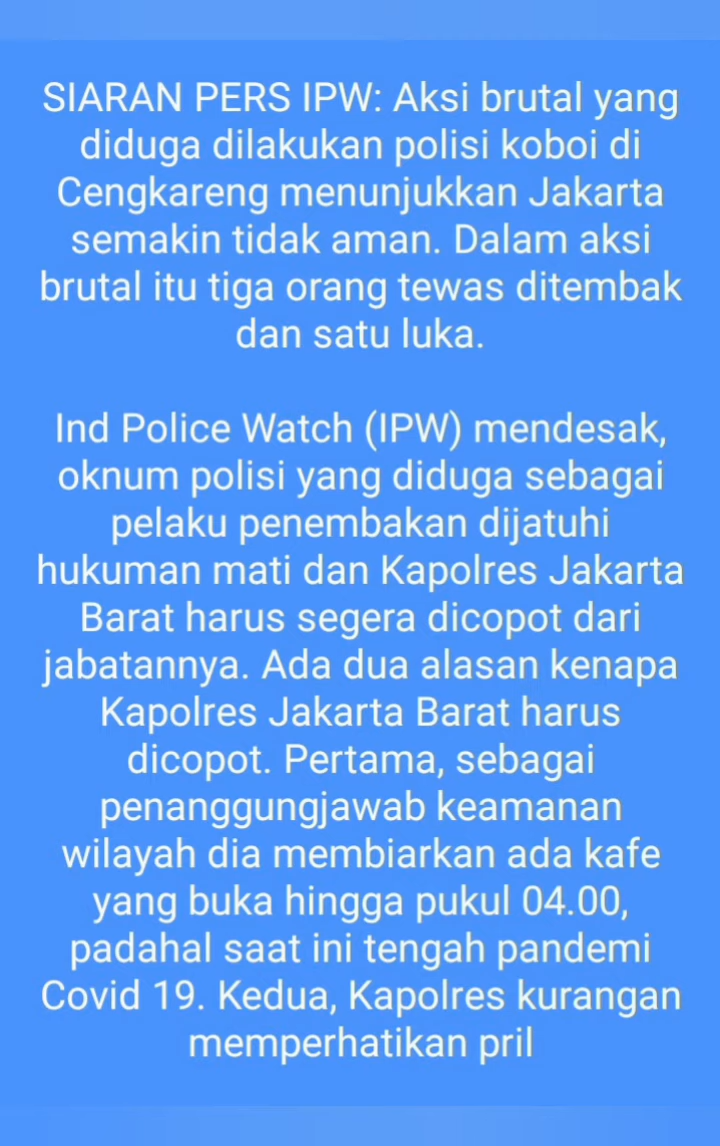 SIARAN PERS IPW: Aksi brutal yang
diduga dilakukan polisi koboi di
Cengkareng menunjukkan Jakarta
semakin tidak aman. Dalam aksi
brutal itu tiga orang tewas ditembak
dan satu luka.
Ind Police Watch (IPW) mendesak,
oknum polisi yang diduga sebagai
pelaku penembakan dijatuhi
hukuman mati dan Kapolres Jakarta
Barat harus segera dicopot dari
jabatannya. Ada dua alasan kenapa
Kapolres Jakarta Barat harus
dicopot. Pertama, sebagai
penanggungjawab keamanan
wilayah dia membiarkan ada kafe
yang buka hingga pukul 04.00,
padahal saat ini tengah pandemi
Covid 19. Kedua, Kapolres kurangan
memperhatikan pril